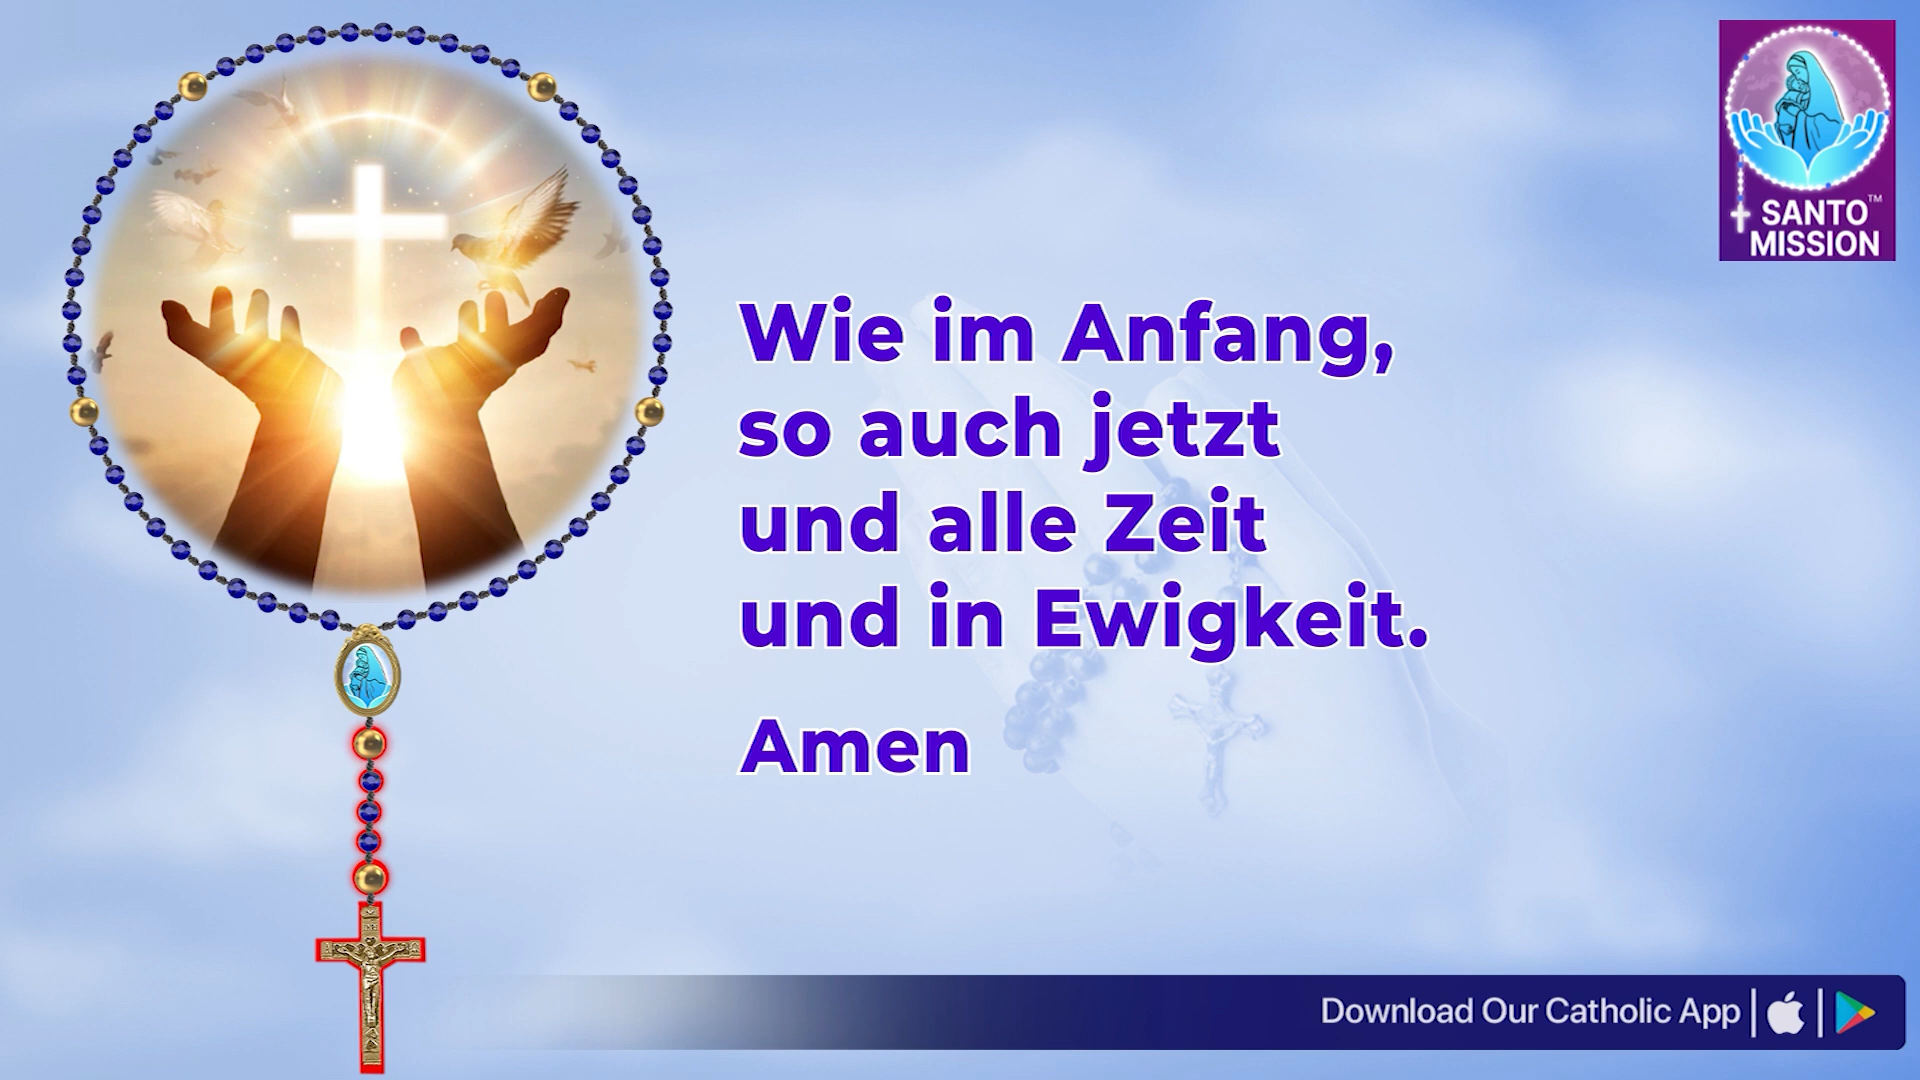 SANTO™
MISSION
Wie im Anfang,
so auch jetzt
und alle Zeit
und in Ewigkeit.
Amen
Download Our Catholic App